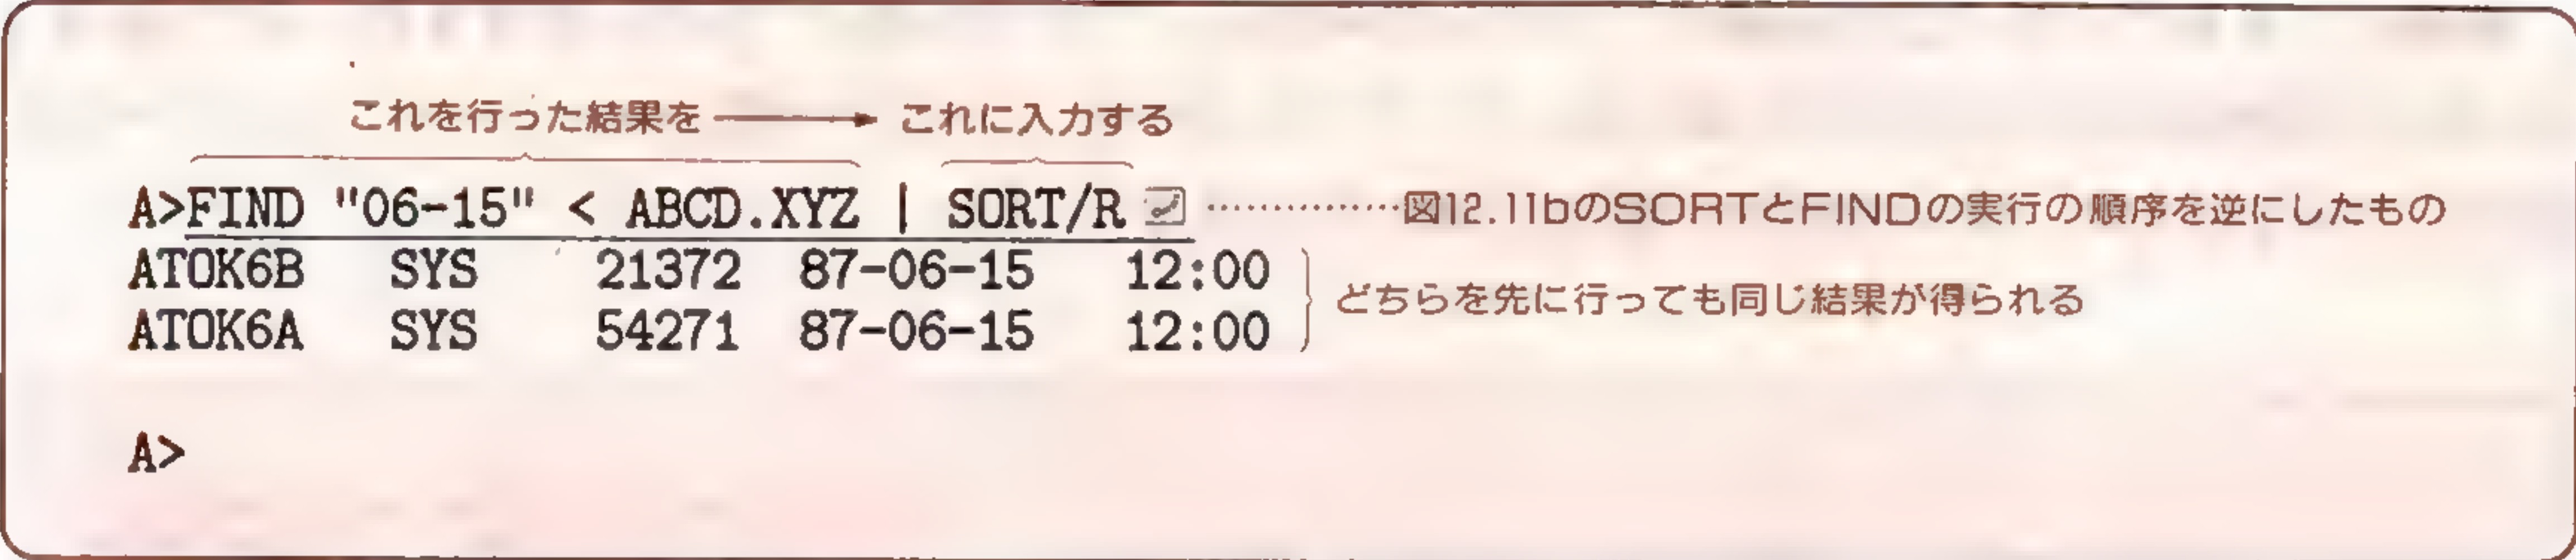 これを行った結果を → これに入力する
A>FIND "06-15" < ABCD.XYZ | SORT/R ⏎ ……………図12.11bのSORTとFINDの実行の順序を逆にしたもの
ATOK6B SYS 21372 87-06-15 12:00
どちらを先に行っても同じ結果が得られる
ATOK6A SYS 54271 87-06-15 12:00
A>